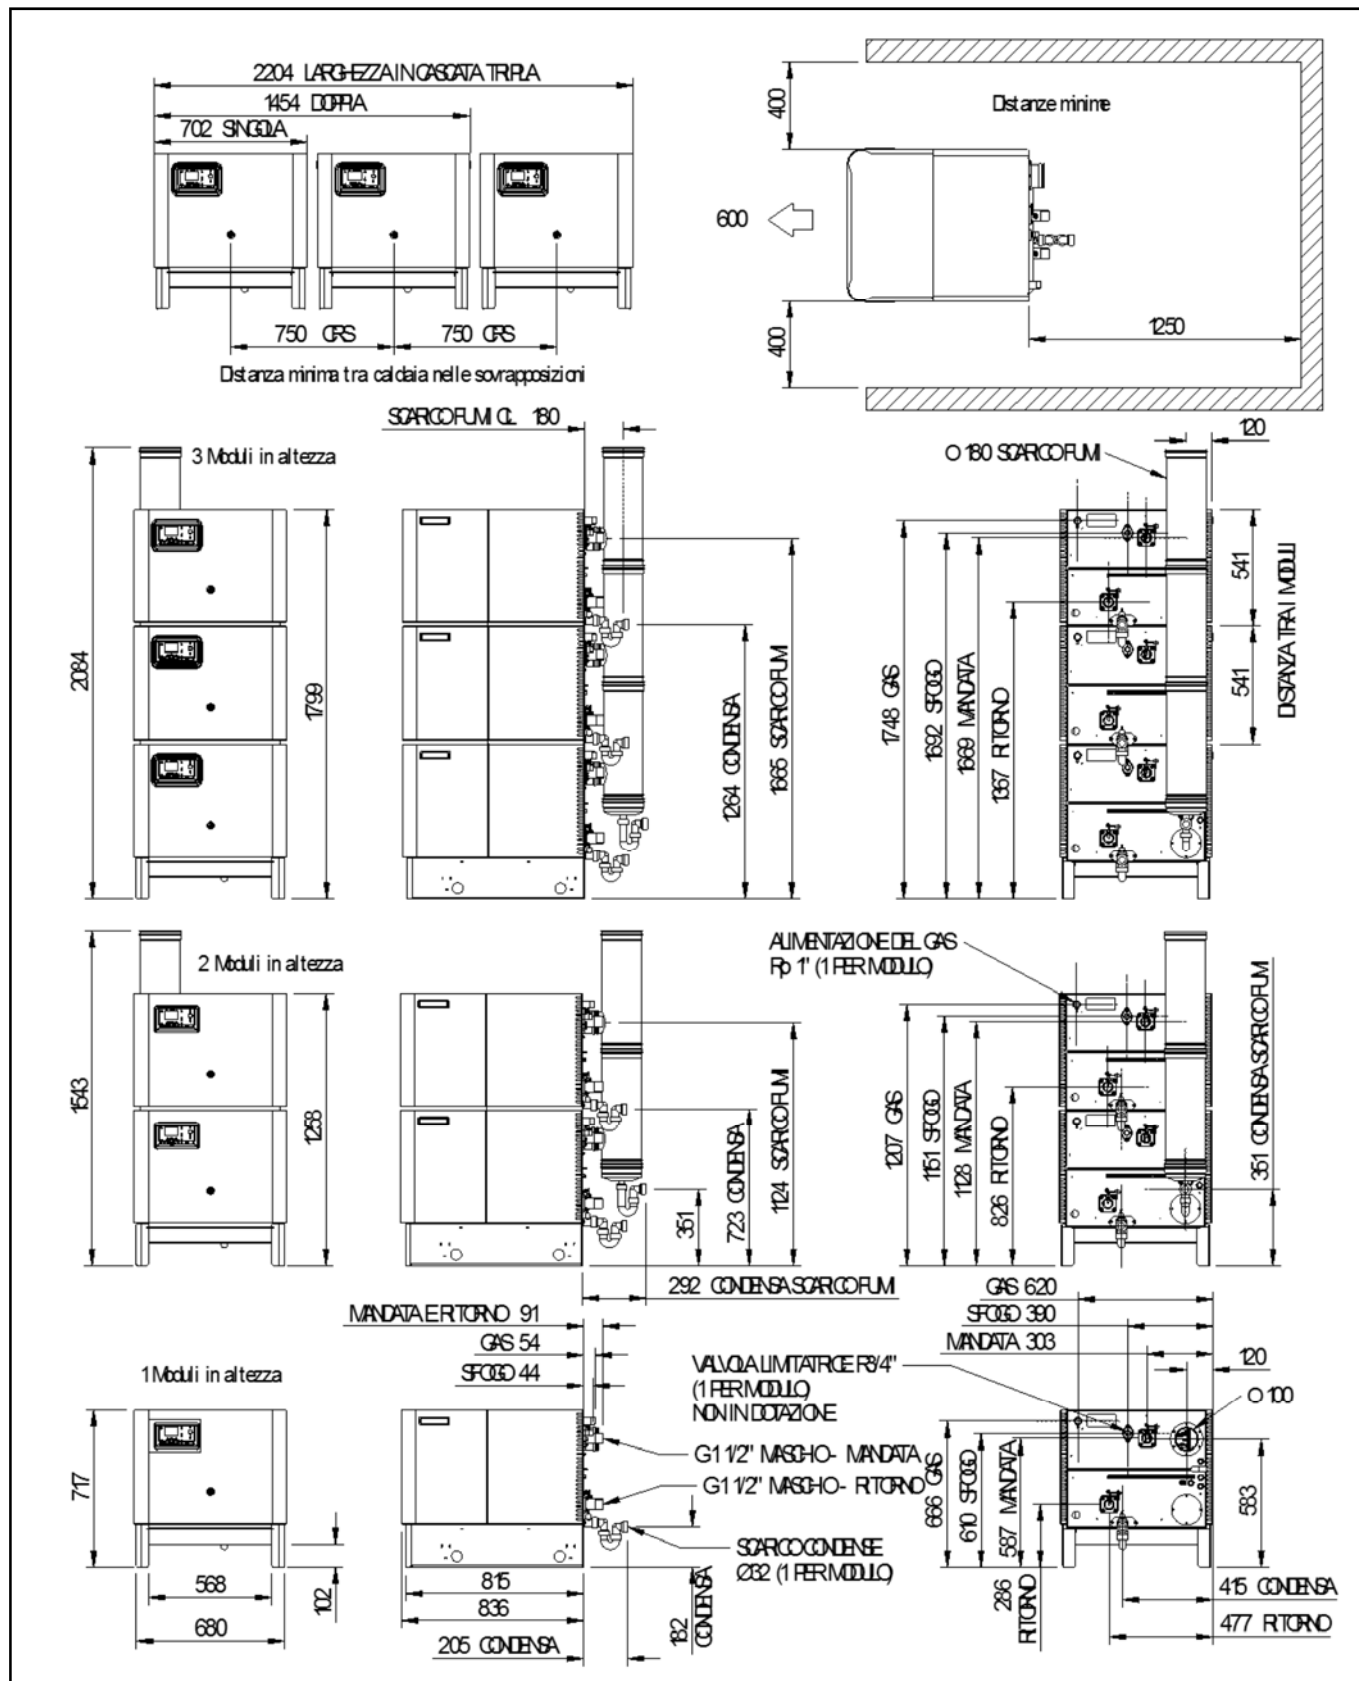 2204 LARGHEZZA IN CASCATA TRIPLA
1454 DOPPIA
702 SINGOLA
750 CRS
750 CRS
Distanza minima tra caldaia nelle sovrapposizioni
400
Distanze minime
600
400
1250
SCARICO FUMI CL 180
3 Moduli in altezza
2084
1799
1264 CONDENSA
1665 SCARICO FUMI
120
O 180 SCARICO FUMI
1748 GAS
1692 SFOGO
1669 MANDATA
1367 RITORNO
541
541
DISTANZA TRA I MODULI
2 Moduli in altezza
1543
1258
351
723 CONDENSA
1124 SCARICO FUMI
292 CONDENSA SCARICO FUMI
ALIMENTAZIONE DEL GAS
Rp 1" (1 PER MODULO)
1207 GAS
1151 SFOGO
1128 MANDATA
826 RITORNO
351 CONDENSA SCARICO FUMI
1 Moduli in altezza
717
568
680
102
MANDATA E RITORNO 91
GAS 54
SFOGO 44
VALVOLA LIMITATRICE R3/4"
(1 PER MODULO)
NON IN DOTAZIONE
G1 1/2" MASCHIO - MANDATA
G1 1/2" MASCHIO - RITORNO
SCARICO CONDENSE
Ø32 (1 PER MODULO)
815
836
205 CONDENSA
182
CONDENSA
GAS 620
SFOGO 390
MANDATA 303
120
O 100
666 GAS
610 SFOGO
587 MANDATA
286
RITORNO
583
415 CONDENSA
477 RITORNO